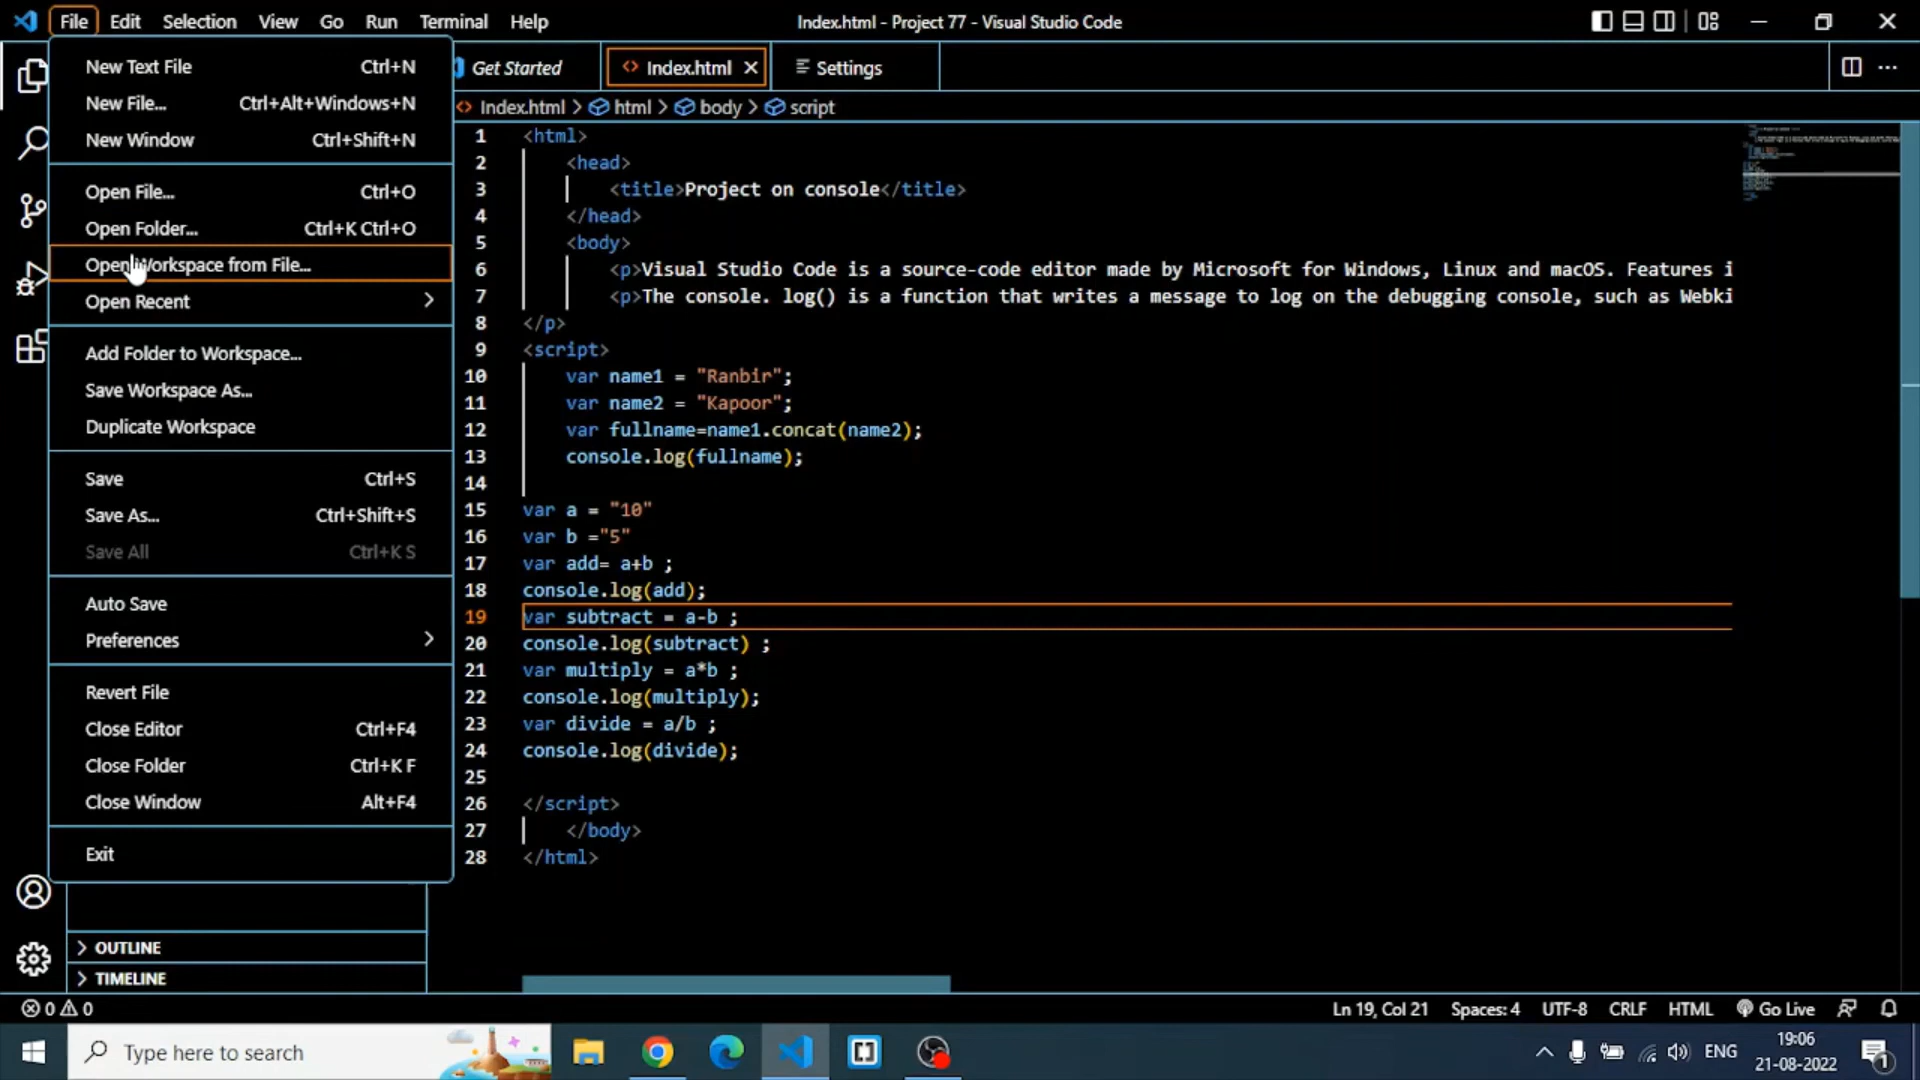 File Edit Selection View Go Run Terminal Help Index.html - Project 77 - Visual Studio Code
New Text File Ctrl+N
New File... Ctrl+Alt+Windows+N
New Window Ctrl+Shift+N
Open File... Ctrl+O
Open Folder... Ctrl+K Ctrl+O
Open Workspace from File...
Open Recent
Add Folder to Workspace...
Save Workspace As...
Duplicate Workspace
Save Ctrl+S
Save As... Ctrl+Shift+S
Save All Ctrl+K S
Auto Save
Preferences
Revert File
Close Editor Ctrl+F4
Close Folder Ctrl+K F
Close Window Alt+F4
Exit
OUTLINE
TIMELINE
Get Started Index.html Settings
Index.html > html > body > script
1 <html>
2 <head>
3 <title>Project on console</title>
4 </head>
5 <body>
6 <p>Visual Studio Code is a source-code editor made by Microsoft for Windows, Linux and macOS. Features i
7 <p>The console. log() is a function that writes a message to log on the debugging console, such as Webki
8 </p>
9 <script>
10 var name1 = "Ranbir";
11 var name2 = "Kapoor";
12 var fullname=name1.concat(name2);
13 console.log(fullname);
14
15 var a = "10"
16 var b ="5"
17 var add= a+b ;
18 console.log(add);
19 var subtract = a-b ;
20 console.log(subtract) ;
21 var multiply = a*b ;
22 console.log(multiply);
23 var divide = a/b ;
24 console.log(divide);
25
26 </script>
27 </body>
28 </html>
0 0 Ln 19, Col 21 Spaces: 4 UTF-8 CRLF HTML Go Live
Type here to search ENG 19:06
21-08-2022 1